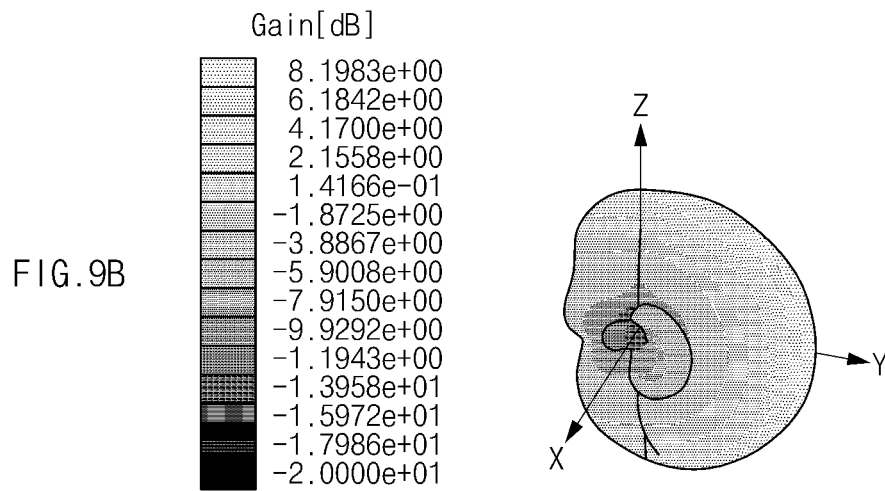 Gain[dB]
8.1983e+00
6.1842e+00
4.1700e+00
2.1558e+00
1.4166e-01
-1.8725e+00
-3.8867e+00
-5.9008e+00
-7.9150e+00
-9.9292e+00
-1.1943e+00
-1.3958e+01
-1.5972e+01
-1.7986e+01
-2.0000e+01
FIG.9B
Z
Y
X